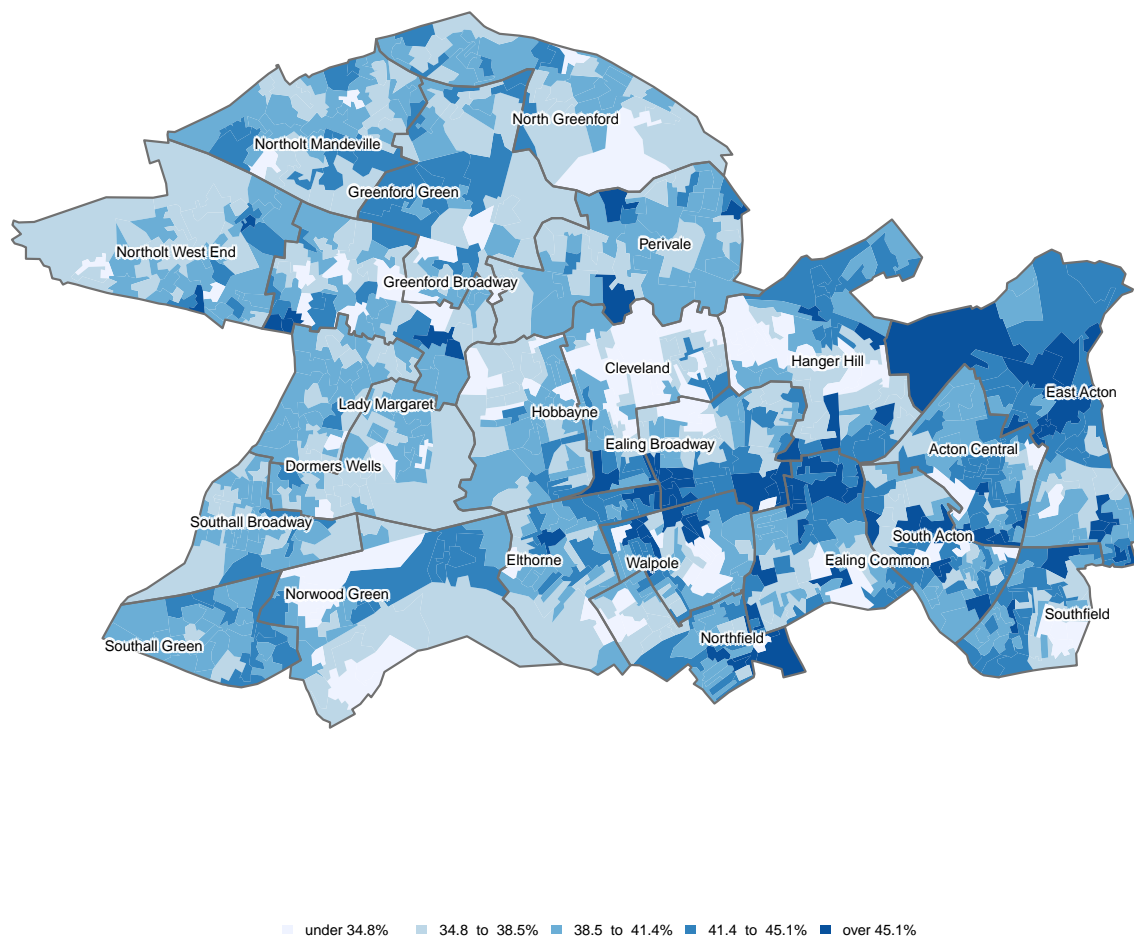 North Greenford
Northolt Mandeville
Greenford Green
Perivale
Northolt West End
Greenford Broadway
Hanger Hill
Cleveland
East Acton
Lady Margaret
Hobbayne
Ealing Broadway
Acton Central
Dormers Wells
Southall Broadway
South Acton
Elthorne
Walpole
Ealing Common
Norwood Green
Southfield
Northfield
Southall Green
under 34.8% 34.8 to 38.5% 38.5 to 41.4% 41.4 to 45.1% over 45.1%